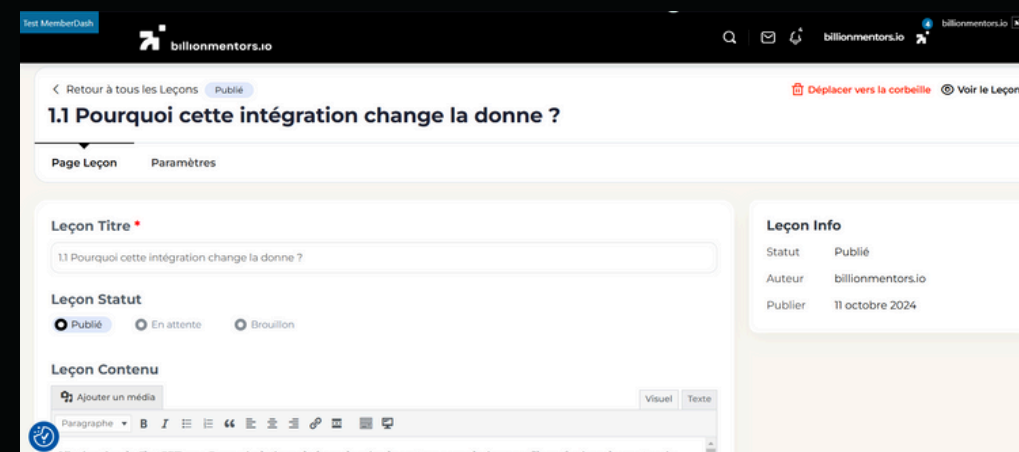 Test MemberDash
billionmentors.io
4
billionmentors.io
billionmentors.io
Retour à tous les Leçons Publié
Déplacer vers la corbeille Voir le Leçon
1.1 Pourquoi cette intégration change la donne ?
Page Leçon Paramètres
Leçon Titre *
1.1 Pourquoi cette intégration change la donne ?
Leçon Statut
Publié En attente Brouillon
Leçon Contenu
Ajouter un média
Visuel Texte
Paragraphe B I
Leçon Info
Statut Publié
Auteur billionmentors.io
Publier 11 octobre 2024